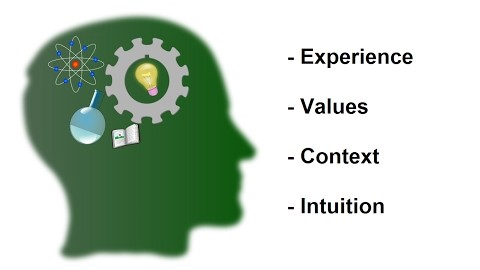 - Experience
- Values
- Context
- Intuition